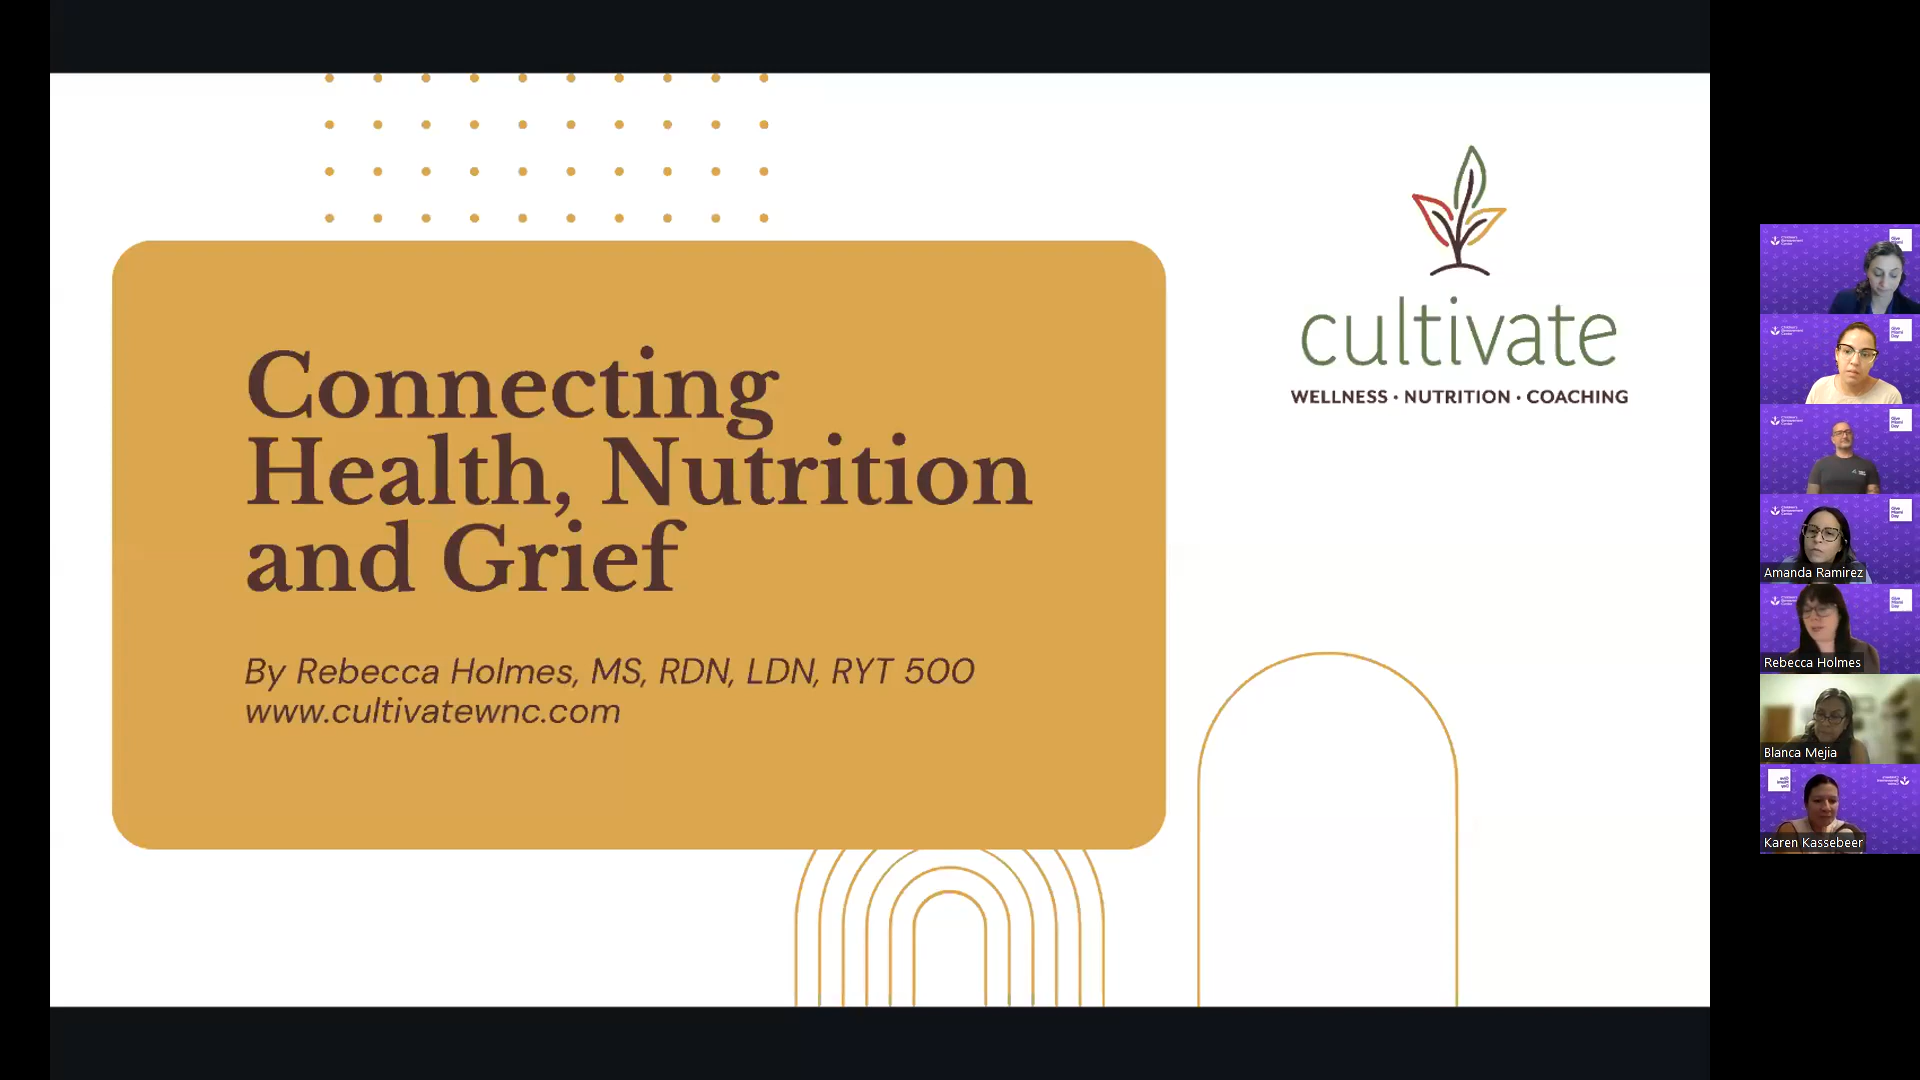 Connecting
Health, Nutrition
and Grief
By Rebecca Holmes, MS, RDN, LDN, RYT 500
www.cultivatewnc.com
cultivate
WELLNESS · NUTRITION · COACHING
Amanda Ramirez
Rebecca Holmes
Blanca Mejia
Karen Kassebeer